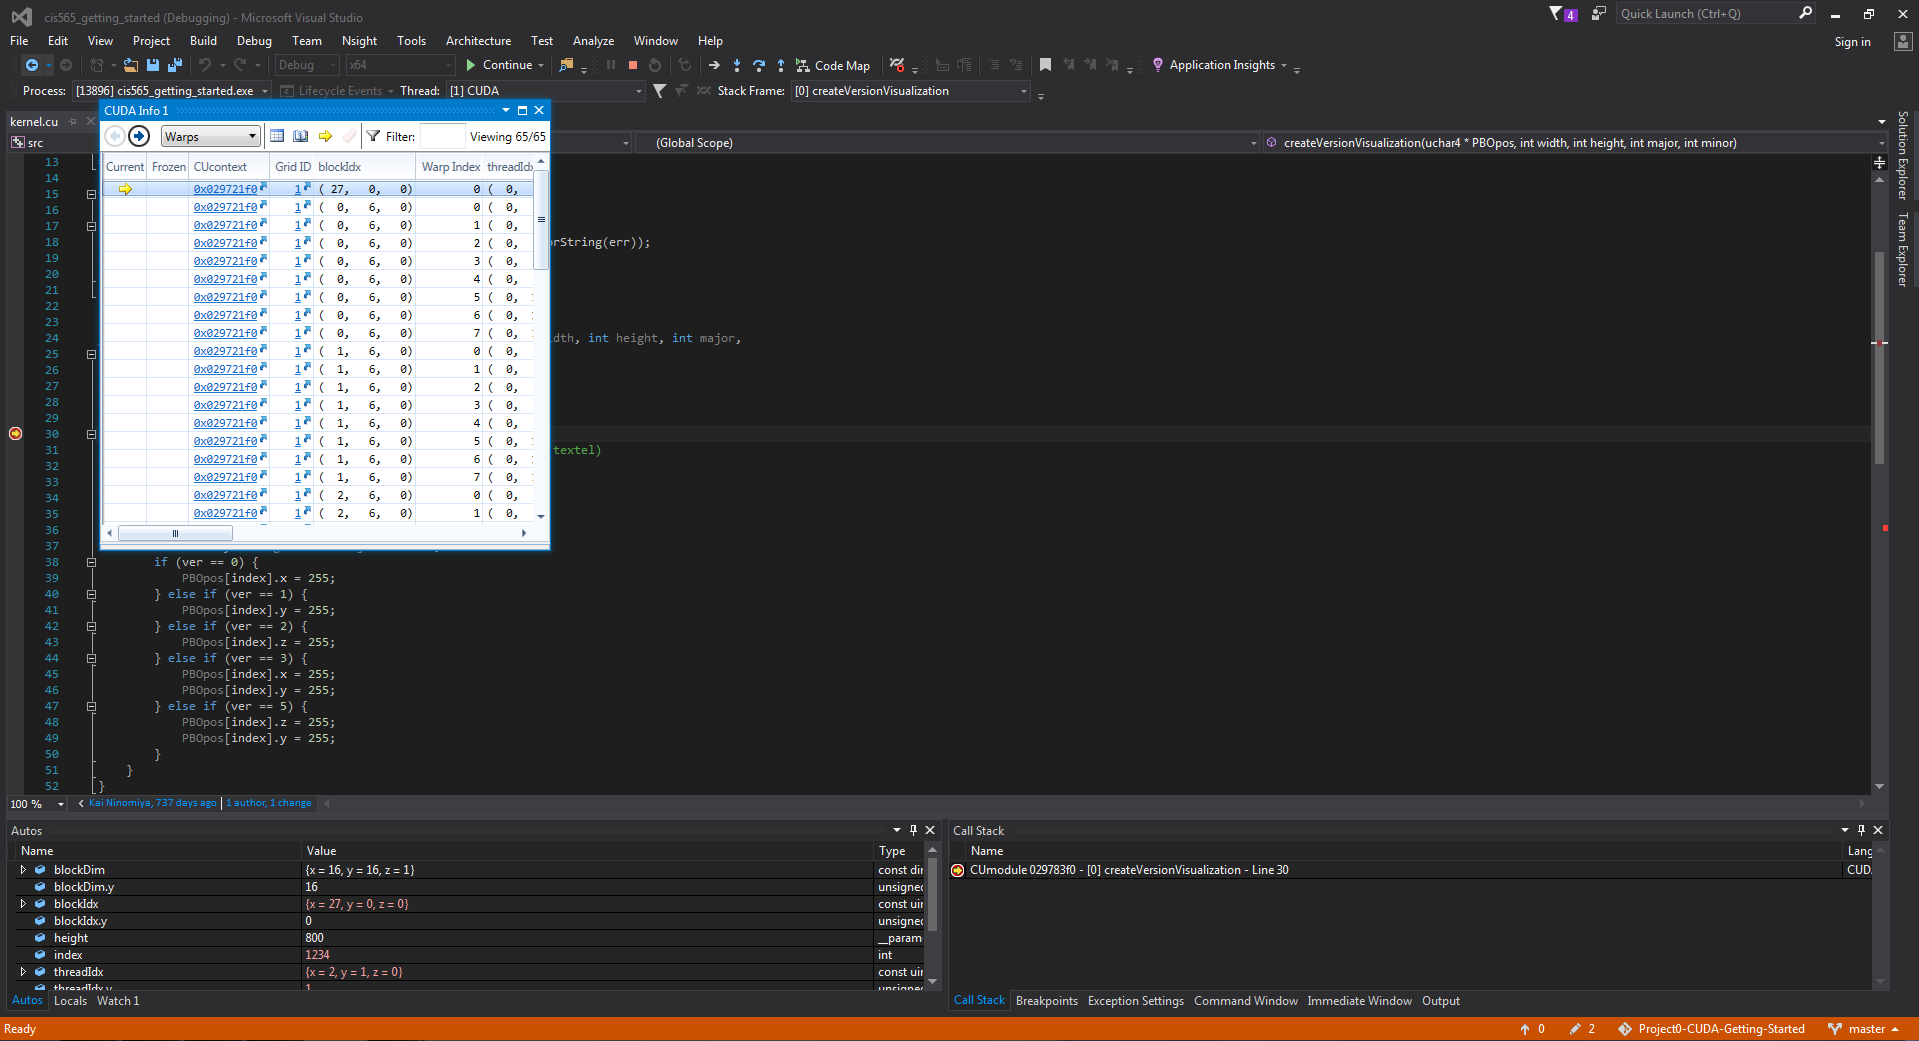 cis565_getting_started (Debugging) - Microsoft Visual Studio
4
Quick Launch (Ctrl+Q)
File Edit View Project Build Debug Team Nsight Tools Architecture Test Analyze Window Help
Sign in
Debug x64 Continue Code Map Application Insights
Process: [13896] cis565_getting_started.exe Lifecycle Events Thread: [1] CUDA Stack Frame: [0] createVersionVisualization
CUDA Info 1
kernel.cu
Warps Filter: Viewing 65/65
src (Global Scope) createVersionVisualization(uchar4 * PBOpos, int width, int height, int major, int minor)
Current Frozen CUcontext Grid ID blockIdx Warp Index threadIdx
0x029721f0 1 ( 27, 0, 0) 0 ( 0,
0x029721f0 1 ( 0, 6, 0) 0 ( 0,
0x029721f0 1 ( 0, 6, 0) 1 ( 0,
0x029721f0 1 ( 0, 6, 0) 2 ( 0,
0x029721f0 1 ( 0, 6, 0) 3 ( 0,
0x029721f0 1 ( 0, 6, 0) 4 ( 0,
0x029721f0 1 ( 0, 6, 0) 5 ( 0,
0x029721f0 1 ( 0, 6, 0) 6 ( 0,
0x029721f0 1 ( 0, 6, 0) 7 ( 0,
0x029721f0 1 ( 1, 6, 0) 0 ( 0,
0x029721f0 1 ( 1, 6, 0) 1 ( 0,
0x029721f0 1 ( 1, 6, 0) 2 ( 0,
0x029721f0 1 ( 1, 6, 0) 3 ( 0,
0x029721f0 1 ( 1, 6, 0) 4 ( 0,
0x029721f0 1 ( 1, 6, 0) 5 ( 0,
0x029721f0 1 ( 1, 6, 0) 6 ( 0,
0x029721f0 1 ( 1, 6, 0) 7 ( 0,
0x029721f0 1 ( 2, 6, 0) 0 ( 0,
0x029721f0 1 ( 2, 6, 0) 1 ( 0,
13
14
15
16
17
18 orString(err));
19
20
21
22
23
24 idth, int height, int major,
25
26
27
28
29
30
31 textel)
32
33
34
35
36
37
38 if (ver == 0) {
39 PBOpos[index].x = 255;
40 } else if (ver == 1) {
41 PBOpos[index].y = 255;
42 } else if (ver == 2) {
43 PBOpos[index].z = 255;
44 } else if (ver == 3) {
45 PBOpos[index].x = 255;
46 PBOpos[index].y = 255;
47 } else if (ver == 5) {
48 PBOpos[index].z = 255;
49 PBOpos[index].y = 255;
50 }
51 }
52 }
100 % Kai Ninomiya, 737 days ago | 1 author, 1 change
Solution Explorer
Team Explorer
Autos
Name Value Type
blockDim {x = 16, y = 16, z = 1} const dim
blockDim.y 16 unsigned
blockIdx {x = 27, y = 0, z = 0} const uin
blockIdx.y 0 unsigned
height 800 __param
index 1234 int
threadIdx {x = 2, y = 1, z = 0} const uin
threadIdx.y 1 unsigned
Autos Locals Watch 1
Call Stack
Name Lang
CUmodule 029783f0 - [0] createVersionVisualization - Line 30 CUD
Call Stack Breakpoints Exception Settings Command Window Immediate Window Output
Ready 0 2 Project0-CUDA-Getting-Started master